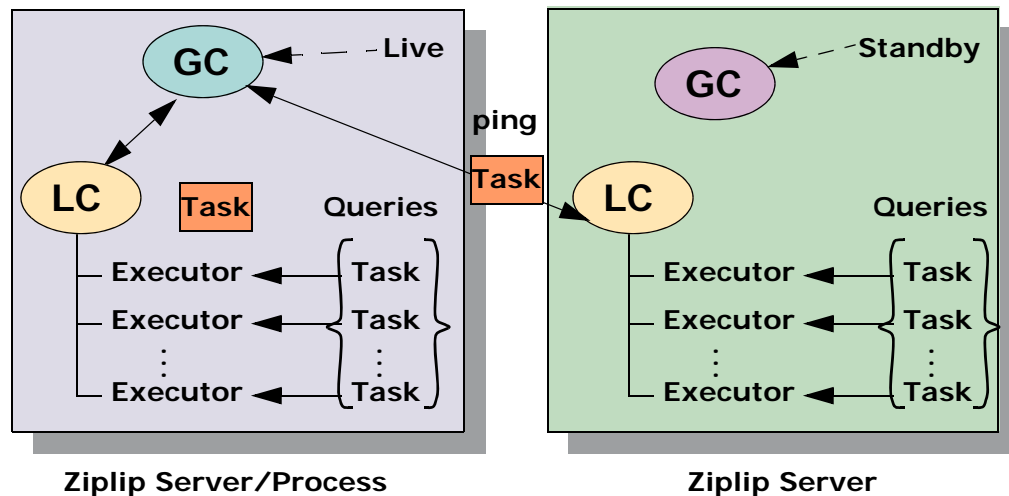 GC
Live
ping
Task
LC
Task
Queries
Executor
Task
Executor
Task
Executor
Task
Ziplip Server/Process
GC
Standby
LC
Queries
Executor
Task
Executor
Task
Executor
Task
Ziplip Server